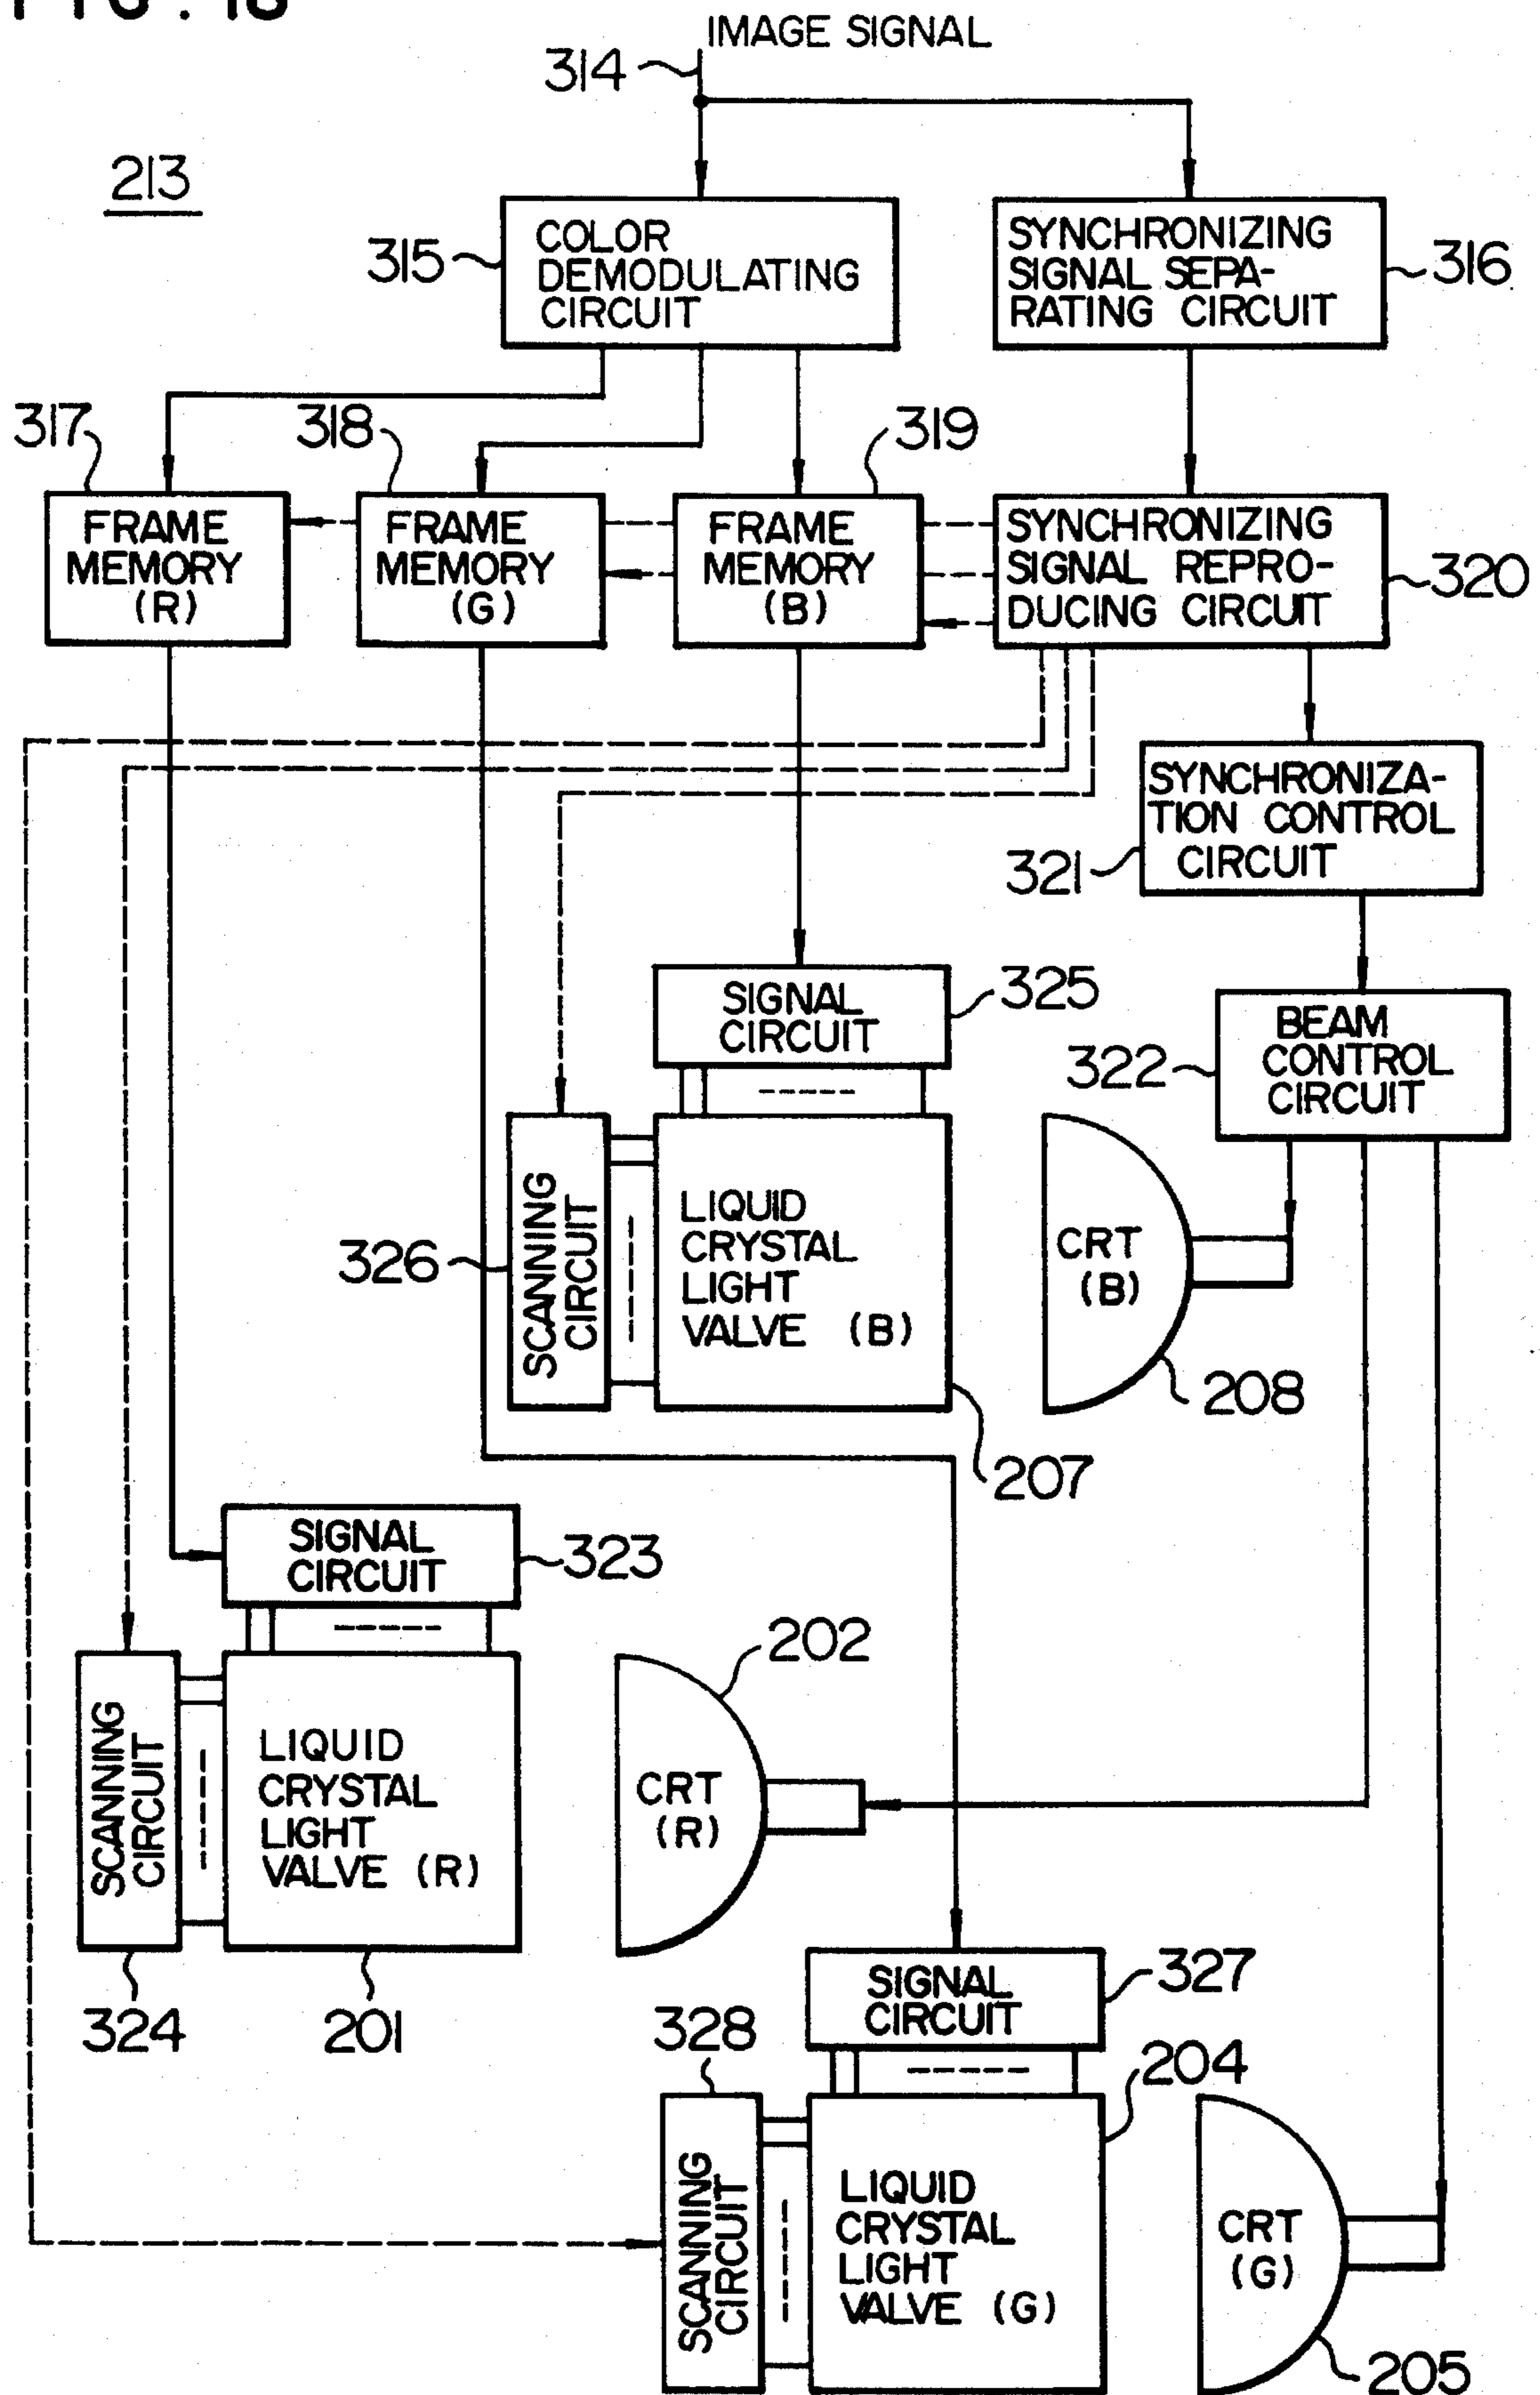 FIG.
IMAGE SIGNAL
314
213
315
COLOR
DEMODULATING
CIRCUIT
SYNCHRONIZING
SIGNAL SEPA-
RATING CIRCUIT
316
317
318
319
FRAME
MEMORY
(R)
FRAME
MEMORY
(G)
FRAME
MEMORY
(B)
SYNCHRONIZING
SIGNAL REPRO-
DUCING CIRCUIT
320
SYNCHRONIZA-
TION CONTROL
CIRCUIT
321
SIGNAL
CIRCUIT
325
BEAM
CONTROL
CIRCUIT
322
SCANNING
CIRCUIT
326
LIQUID
CRYSTAL
LIGHT
VALVE (B)
207
CRT
(B)
208
SIGNAL
CIRCUIT
323
SCANNING
CIRCUIT
324
LIQUID
CRYSTAL
LIGHT
VALVE (R)
201
202
CRT
(R)
SIGNAL
CIRCUIT
327
328
204
SCANNING
CIRCUIT
LIQUID
CRYSTAL
LIGHT
VALVE (G)
CRT
(G)
205